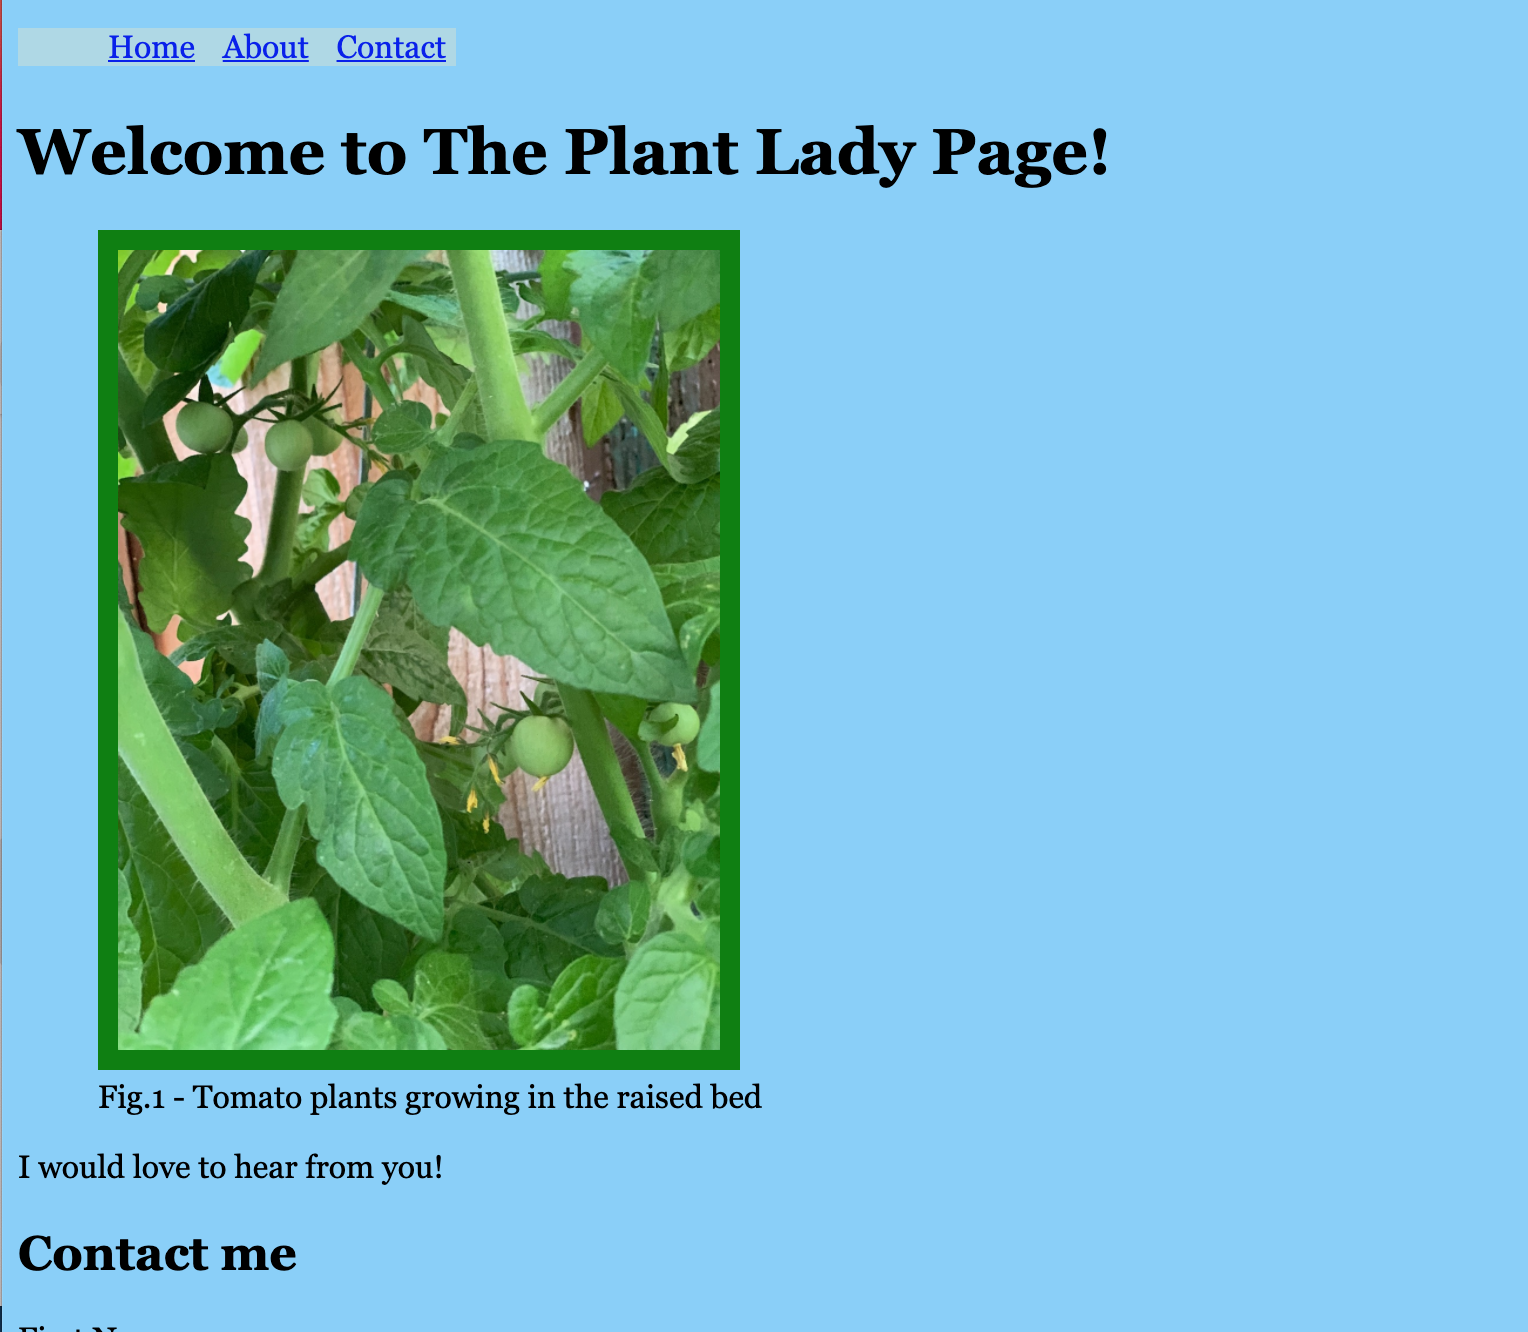 Home About Contact
Welcome to The Plant Lady Page!
Fig.1 - Tomato plants growing in the raised bed
I would love to hear from you!
Contact me